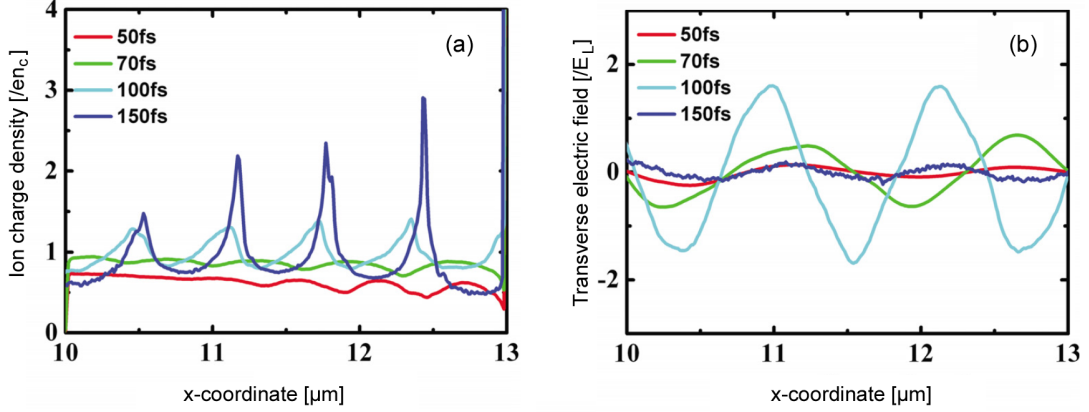 Ion charge density [/en_c]
4
3
2
1
0
10
11
12
13
x-coordinate [μm]
50fs
70fs
100fs
150fs
(a)
Transverse electric field [/E_L]
2
0
-2
10
11
12
13
x-coordinate [μm]
50fs
70fs
100fs
150fs
(b)